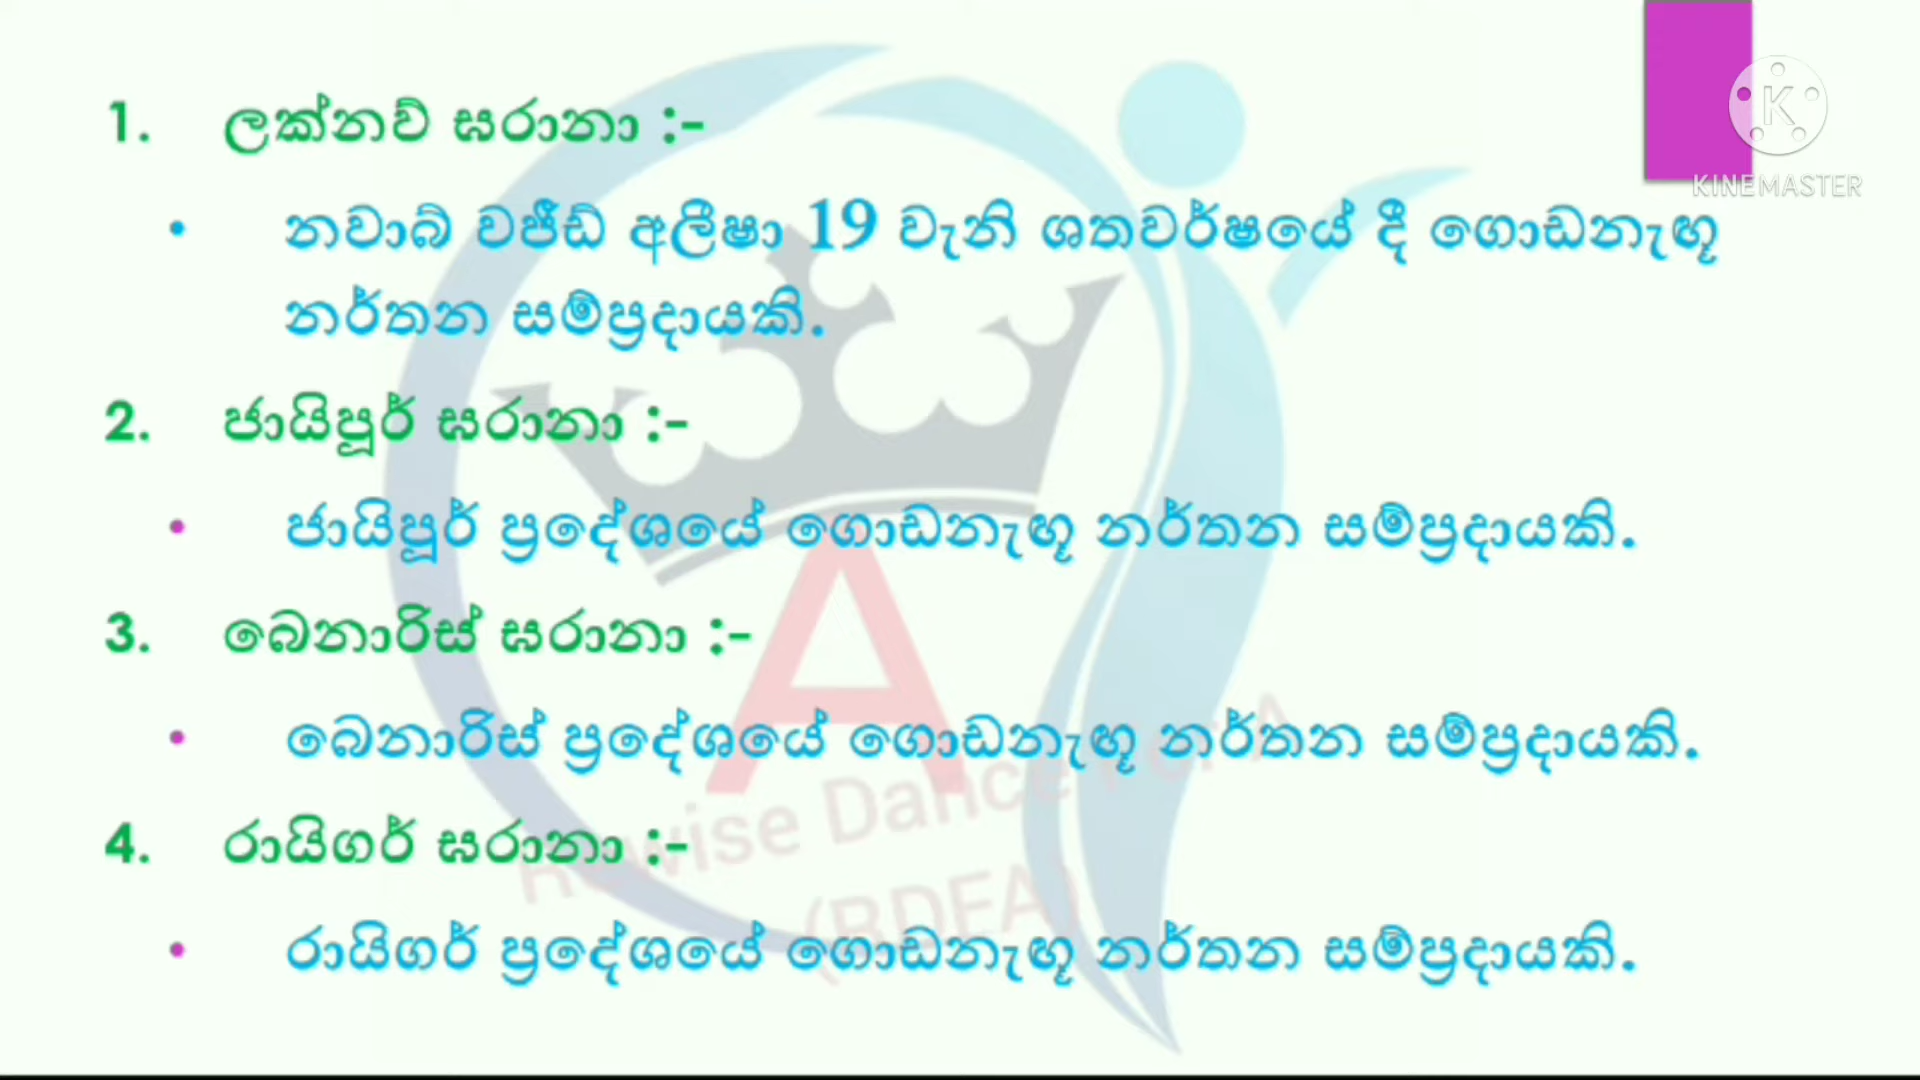 1. ලක්නව් ඝරානා :-
• නවාබ් වජීඩ් අලීෂා 19 වැනි ශතවර්ෂයේ දී ගොඩනැඟූ
නර්තන සම්ප්‍රදායකි.
2. ජායිපූර් ඝරානා :-
• ජායිපූර් ප්‍රදේශයේ ගොඩනැඟූ නර්තන සම්ප්‍රදායකි.
3. බෙනාරිස් ඝරානා :-
• බෙනාරිස් ප්‍රදේශයේ ගොඩනැඟූ නර්තන සම්ප්‍රදායකි.
4. රායිගර් ඝරානා :-
• රායිගර් ප්‍රදේශයේ ගොඩනැඟූ නර්තන සම්ප්‍රදායකි.
K
KINEMASTER
A
Dance
(BDFA)